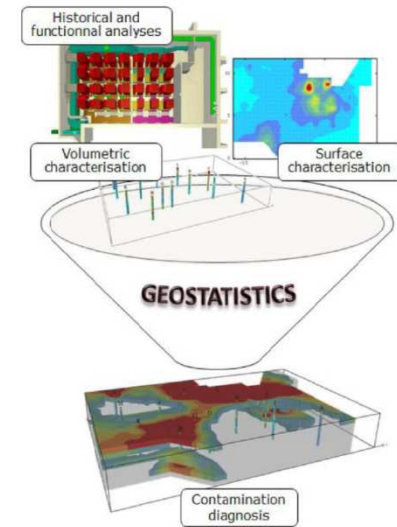 Historical and
functionnal analyses
Volumetric
characterisation
Surface
characterisation
GEOSTATISTICS
Contamination
diagnosis